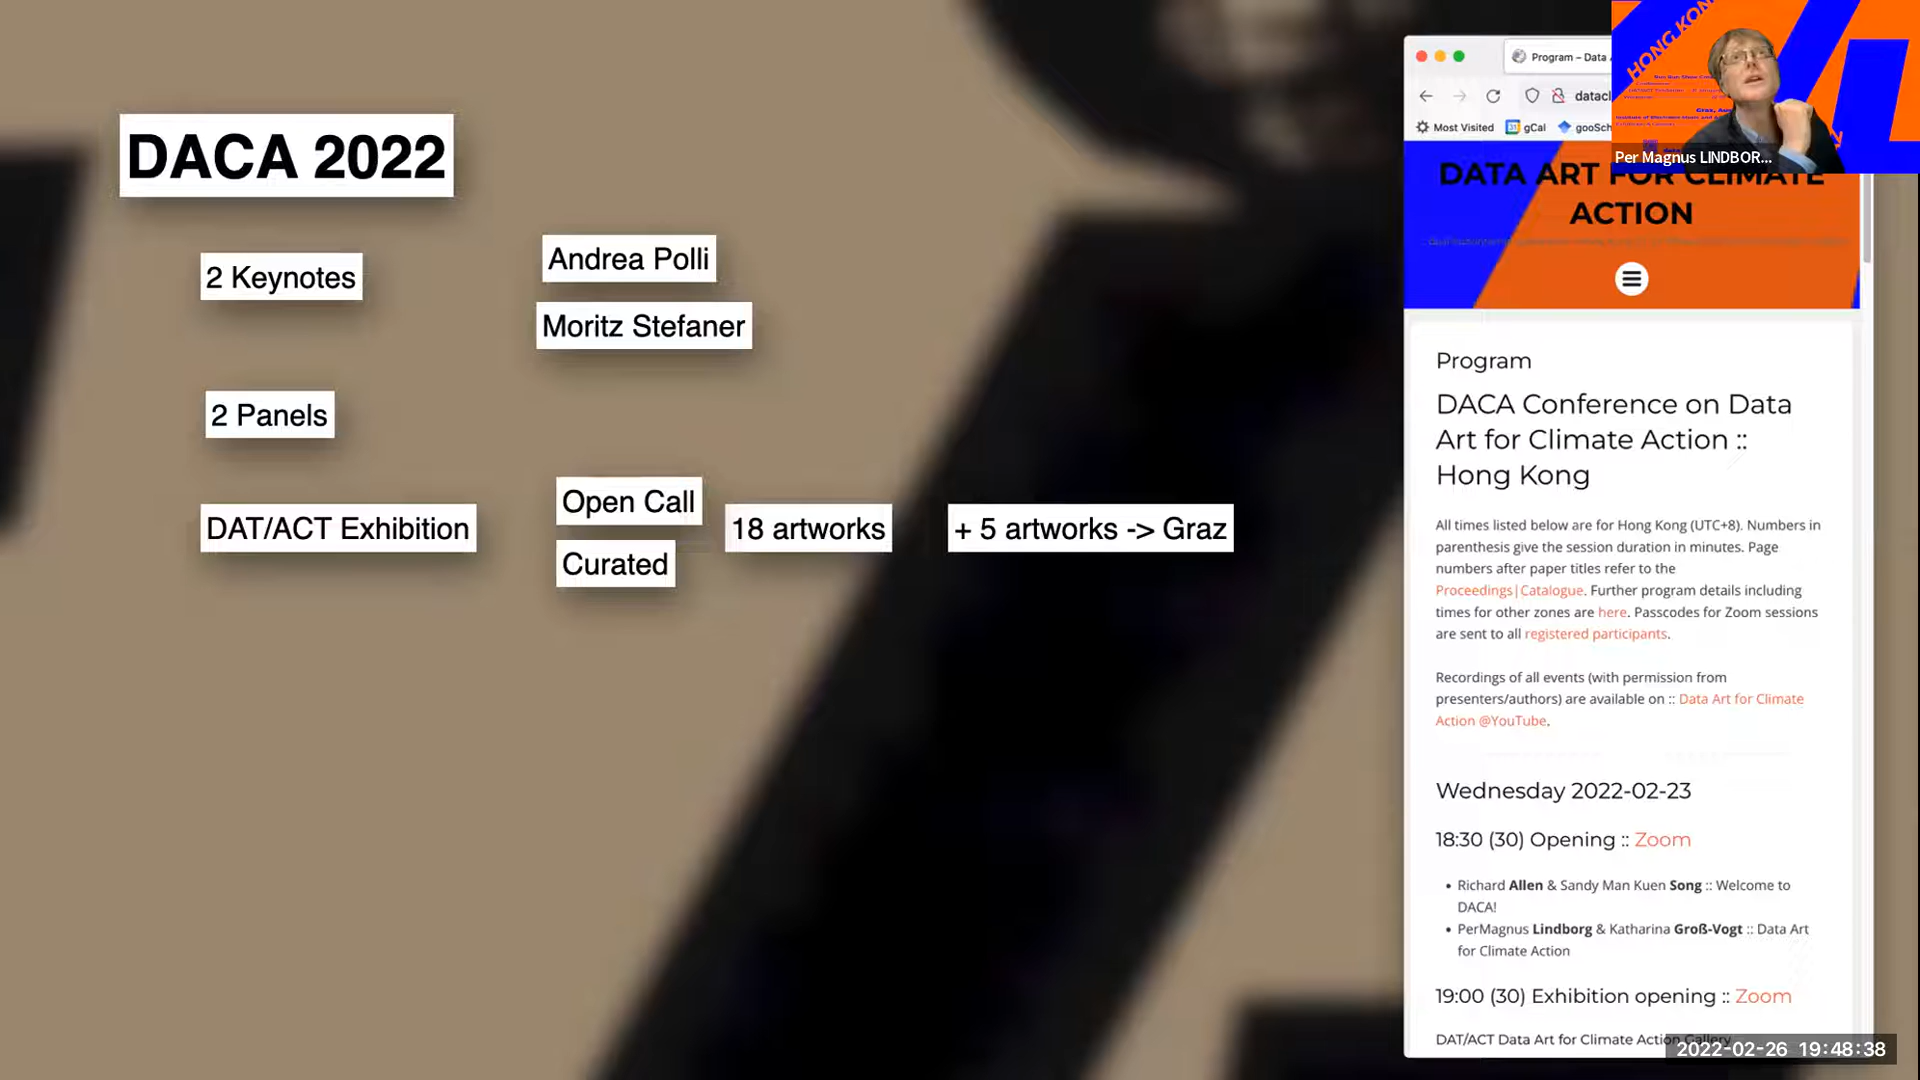 DACA 2022
2 Keynotes
Andrea Polli
Moritz Stefaner
2 Panels
DAT/ACT Exhibition
Open Call
Curated
18 artworks
+ 5 artworks -> Graz
Program – Data
datacl
Most Visited
gCal
gooSch
HONG KON
Per Magnus LINDBOR...
DATA ART FOR CLIMATE
ACTION
Program
DACA Conference on Data
Art for Climate Action ::
Hong Kong
All times listed below are for Hong Kong (UTC+8). Numbers in
parenthesis give the session duration in minutes. Page
numbers after paper titles refer to the
Proceedings|Catalogue. Further program details including
times for other zones are here. Passcodes for Zoom sessions
are sent to all registered participants.
Recordings of all events (with permission from
presenters/authors) are available on :: Data Art for Climate
Action @YouTube.
Wednesday 2022-02-23
18:30 (30) Opening :: Zoom
• Richard Allen & Sandy Man Kuen Song :: Welcome to
DACA!
• PerMagnus Lindborg & Katharina Groß-Vogt :: Data Art
for Climate Action
19:00 (30) Exhibition opening :: Zoom
DAT/ACT Data Art for Climate Action Gallery
2022-02-26 19:48:38